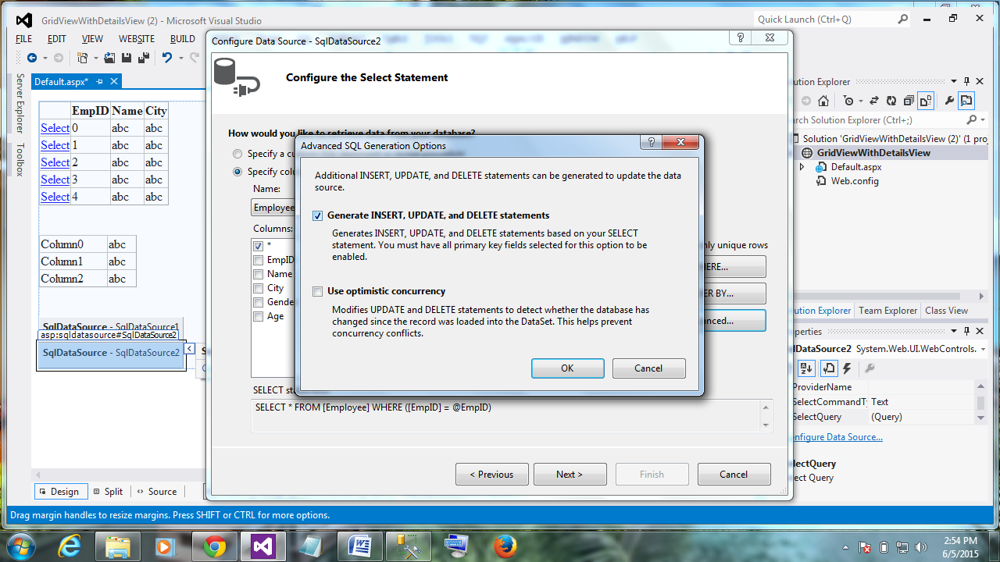 GridViewWithDetailsView (2) - Microsoft Visual Studio
Quick Launch (Ctrl+Q)
FILE EDIT VIEW WEBSITE BUILD
Default.aspx*
Server Explorer
Toolbox
EmpID Name City
Select 0 abc abc
Select 1 abc abc
Select 2 abc abc
Select 3 abc abc
Select 4 abc abc
Column0 abc
Column1 abc
Column2 abc
SqlDataSource - SqlDataSource1
asp:sqldatasource#SqlDataSource2
SqlDataSource - SqlDataSource2
Design Split Source
Configure Data Source - SqlDataSource2
Configure the Select Statement
How would you like to retrieve data from your database?
Specify a cu
Specify colu
Name:
Employee
Columns:
*
EmpID
Name
City
Gende
Age
nly unique rows
ERE...
ER BY...
nced...
SELECT sta
SELECT * FROM [Employee] WHERE ([EmpID] = @EmpID)
< Previous Next > Finish Cancel
Advanced SQL Generation Options
Additional INSERT, UPDATE, and DELETE statements can be generated to update the data
source.
Generate INSERT, UPDATE, and DELETE statements
Generates INSERT, UPDATE, and DELETE statements based on your SELECT
statement. You must have all primary key fields selected for this option to be
enabled.
Use optimistic concurrency
Modifies UPDATE and DELETE statements to detect whether the database has
changed since the record was loaded into the DataSet. This helps prevent
concurrency conflicts.
OK Cancel
ution Explorer
rch Solution Explorer (Ctrl+;)
Solution 'GridViewWithDetailsView (2)' (1 proj
GridViewWithDetailsView
Default.aspx
Web.config
ution Explorer Team Explorer Class View
perties
lDataSource2 System.Web.UI.WebControls.
ProviderName
SelectCommandTy Text
SelectQuery (Query)
onfigure Data Source...
lectQuery
ect Query
Drag margin handles to resize margins. Press SHIFT or CTRL for more options.
2:54 PM
6/5/2015